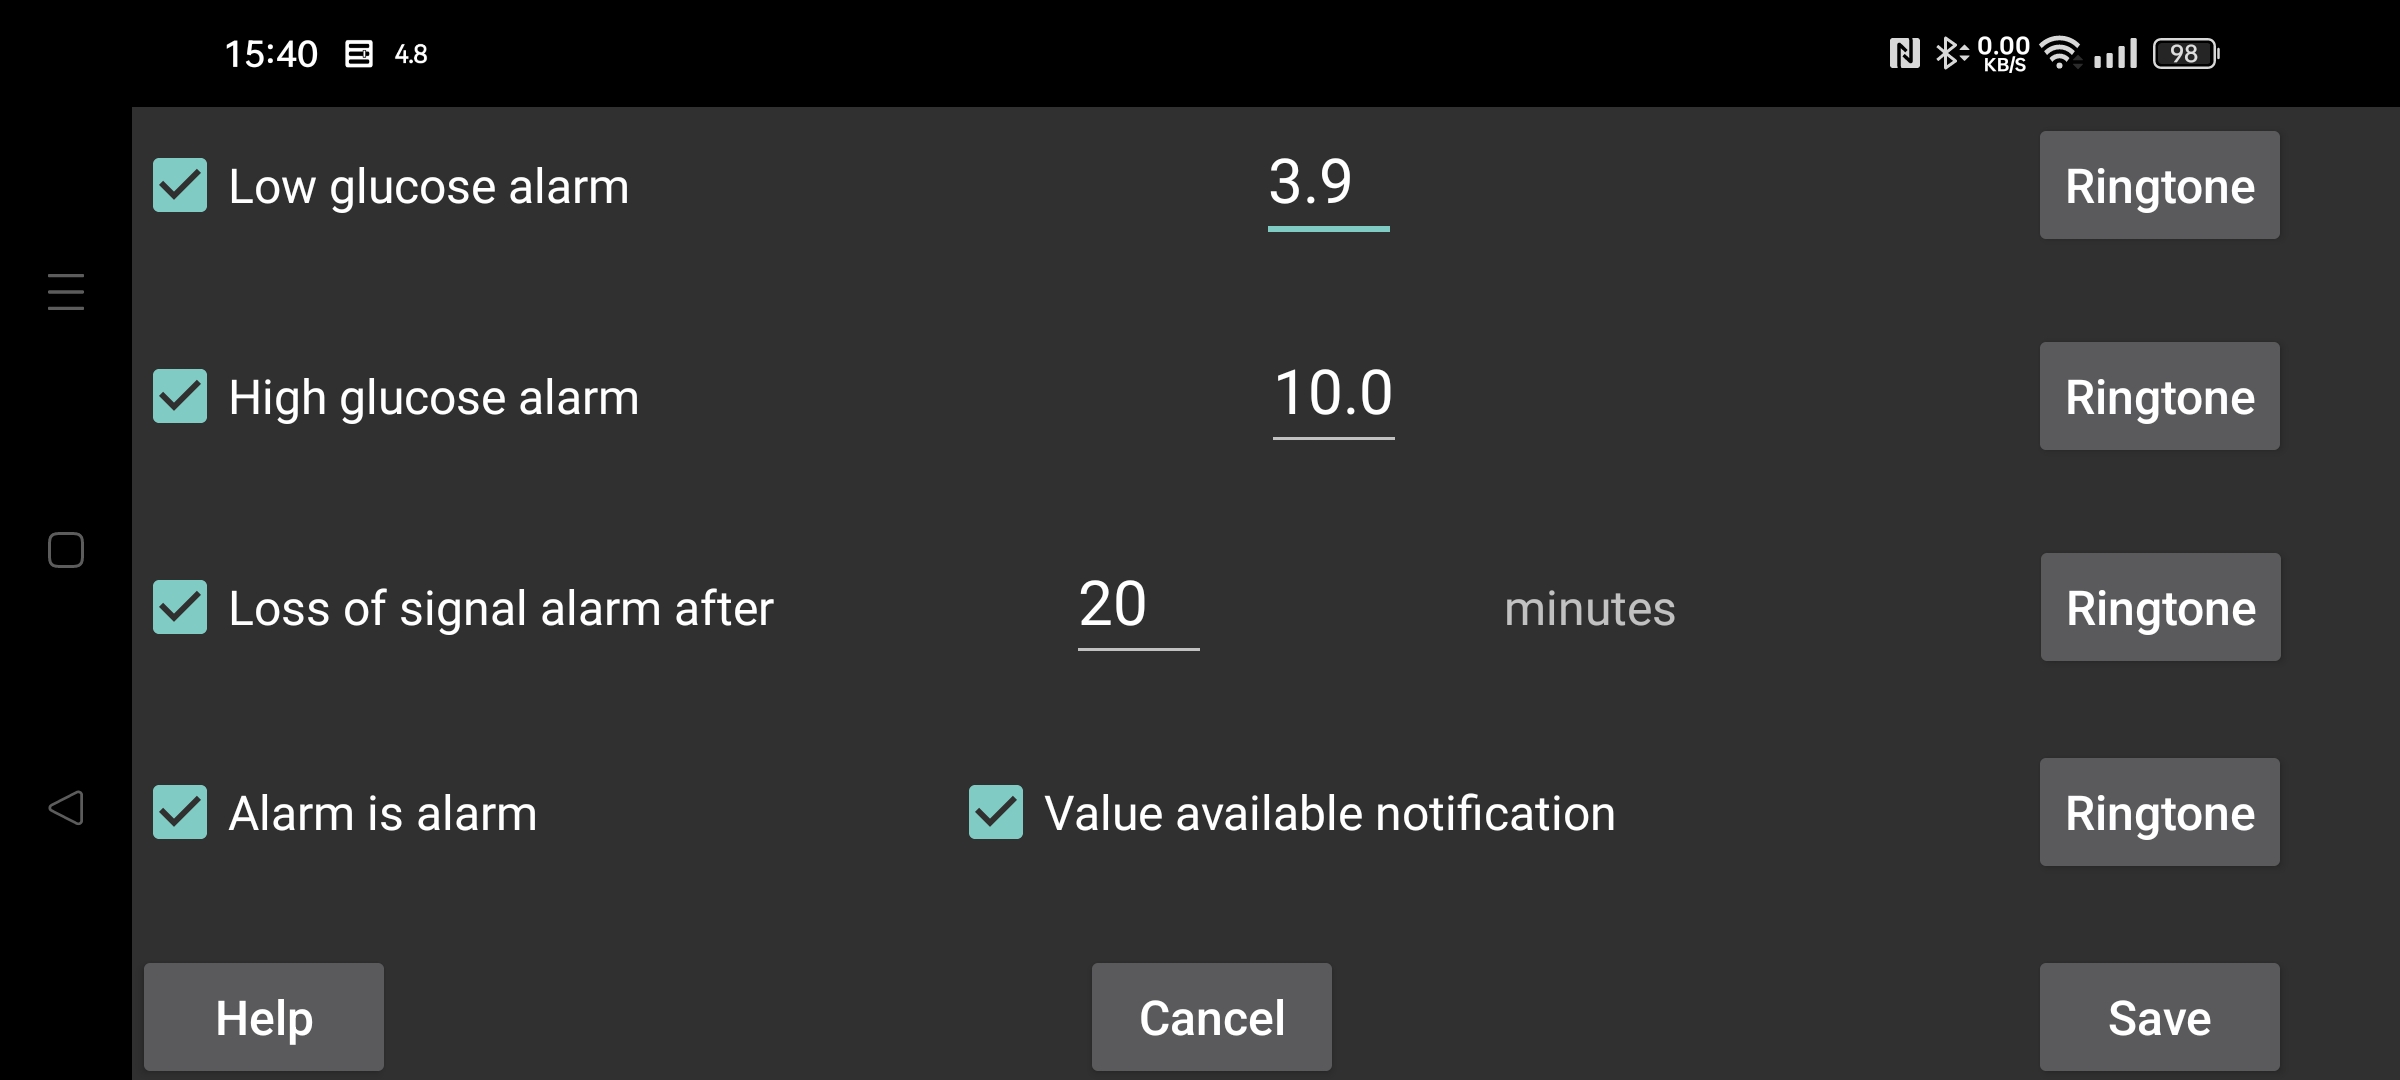 15:40 4.8 0.00 KB/S 98
Low glucose alarm 3.9 Ringtone
High glucose alarm 10.0 Ringtone
Loss of signal alarm after 20 minutes Ringtone
Alarm is alarm Value available notification Ringtone
Help Cancel Save